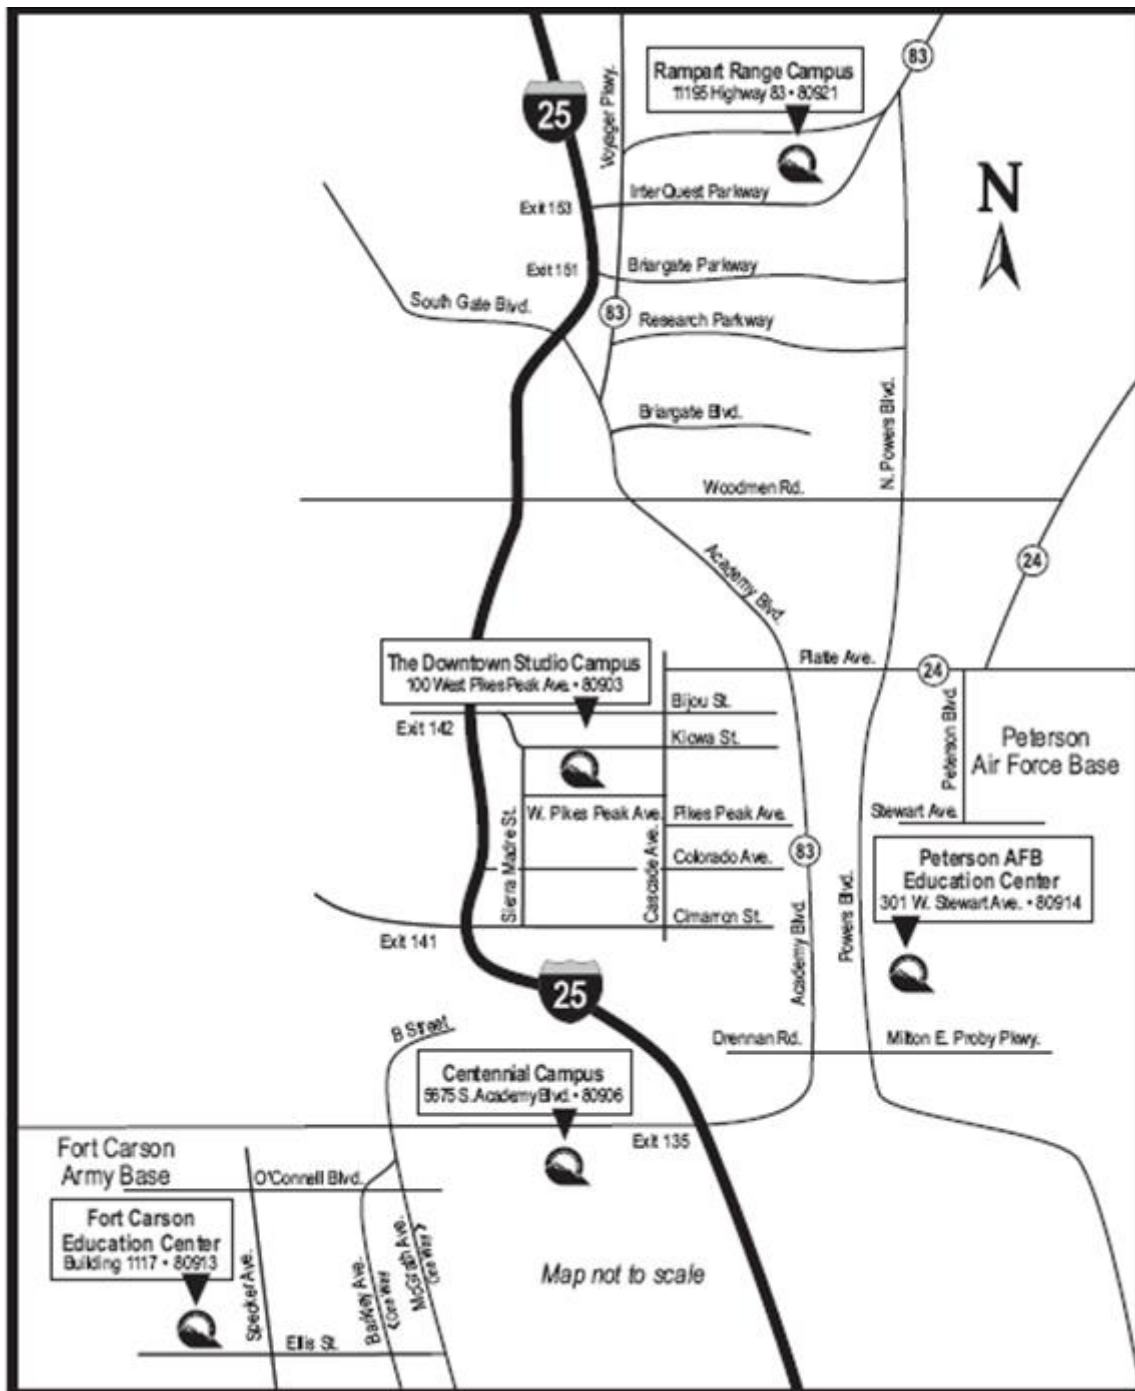 83
Rampart Range Campus
11195 Highway 83 • 80921
25
Voyager Pkwy.
N
InterQuest Parkway
Exit 153
Briargate Parkway
Exit 151
South Gate Blvd.
83
Research Parkway
N. Powers Blvd.
Briargate Blvd.
Woodmen Rd.
Academy Blvd.
24
The Downtown Studio Campus
100 West Pikes Peak Ave. • 80903
Platte Ave.
24
Bijou St.
Exit 142
Kiowa St.
Peterson Blvd.
Peterson
Air Force Base
Sierra Madre St.
W. Pikes Peak Ave.
Cascade Ave.
Pikes Peak Ave.
Stewart Ave.
Colorado Ave.
83
Peterson AFB
Education Center
301 W. Stewart Ave. • 80914
Cimarron St.
Exit 141
Academy Blvd.
Powers Blvd.
25
B Street
Drennan Rd.
Milton E. Proby Pkwy.
Centennial Campus
5675 S. Academy Blvd. • 80906
Exit 135
Fort Carson
Army Base
O'Connell Blvd.
Fort Carson
Education Center
Building 1117 • 80913
Specker Ave.
Barkley Ave.
(One Way)
McGrath Ave.
(One Way)
Map not to scale
Ellis St.